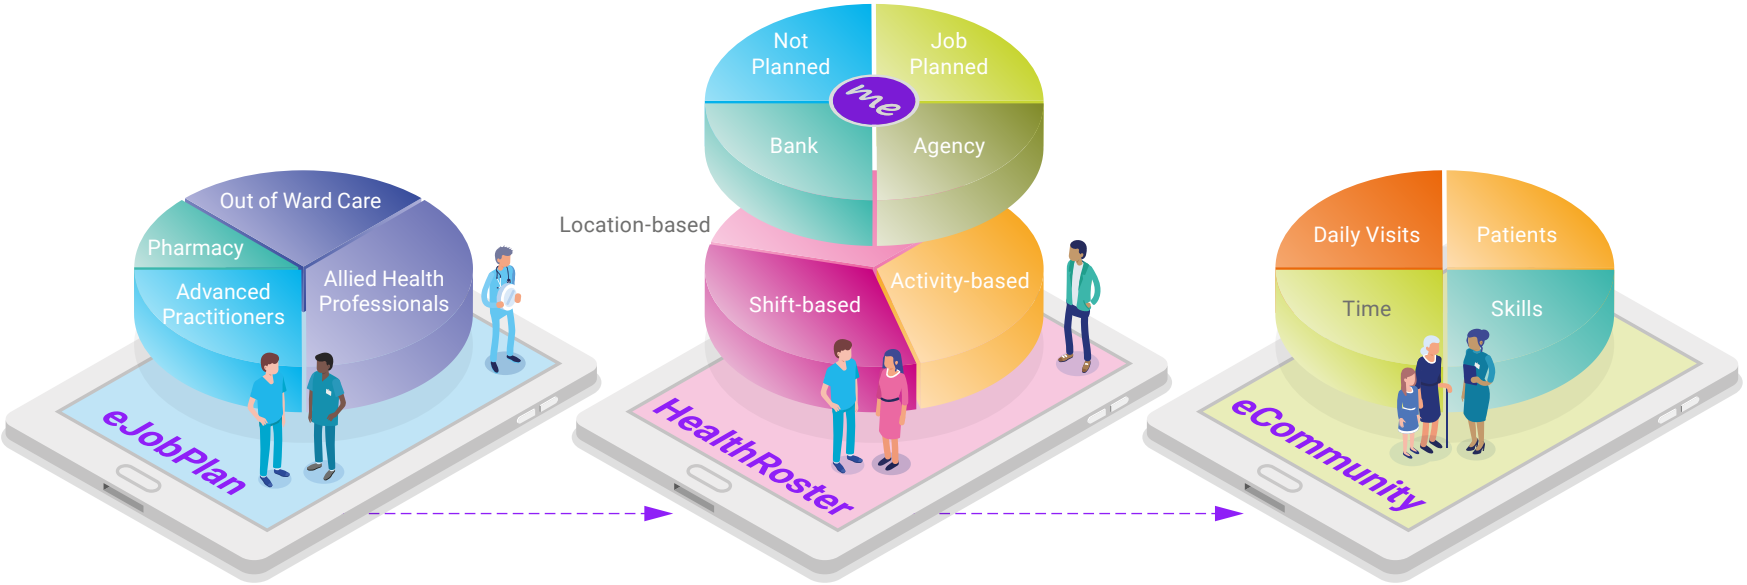 Out of Ward Care
Pharmacy
Advanced
Practitioners
Allied Health
Professionals
eJobPlan
Not
Planned
Job
Planned
me
Bank
Agency
Location-based
Shift-based
Activity-based
HealthRoster
Daily Visits
Patients
Time
Skills
eCommunity